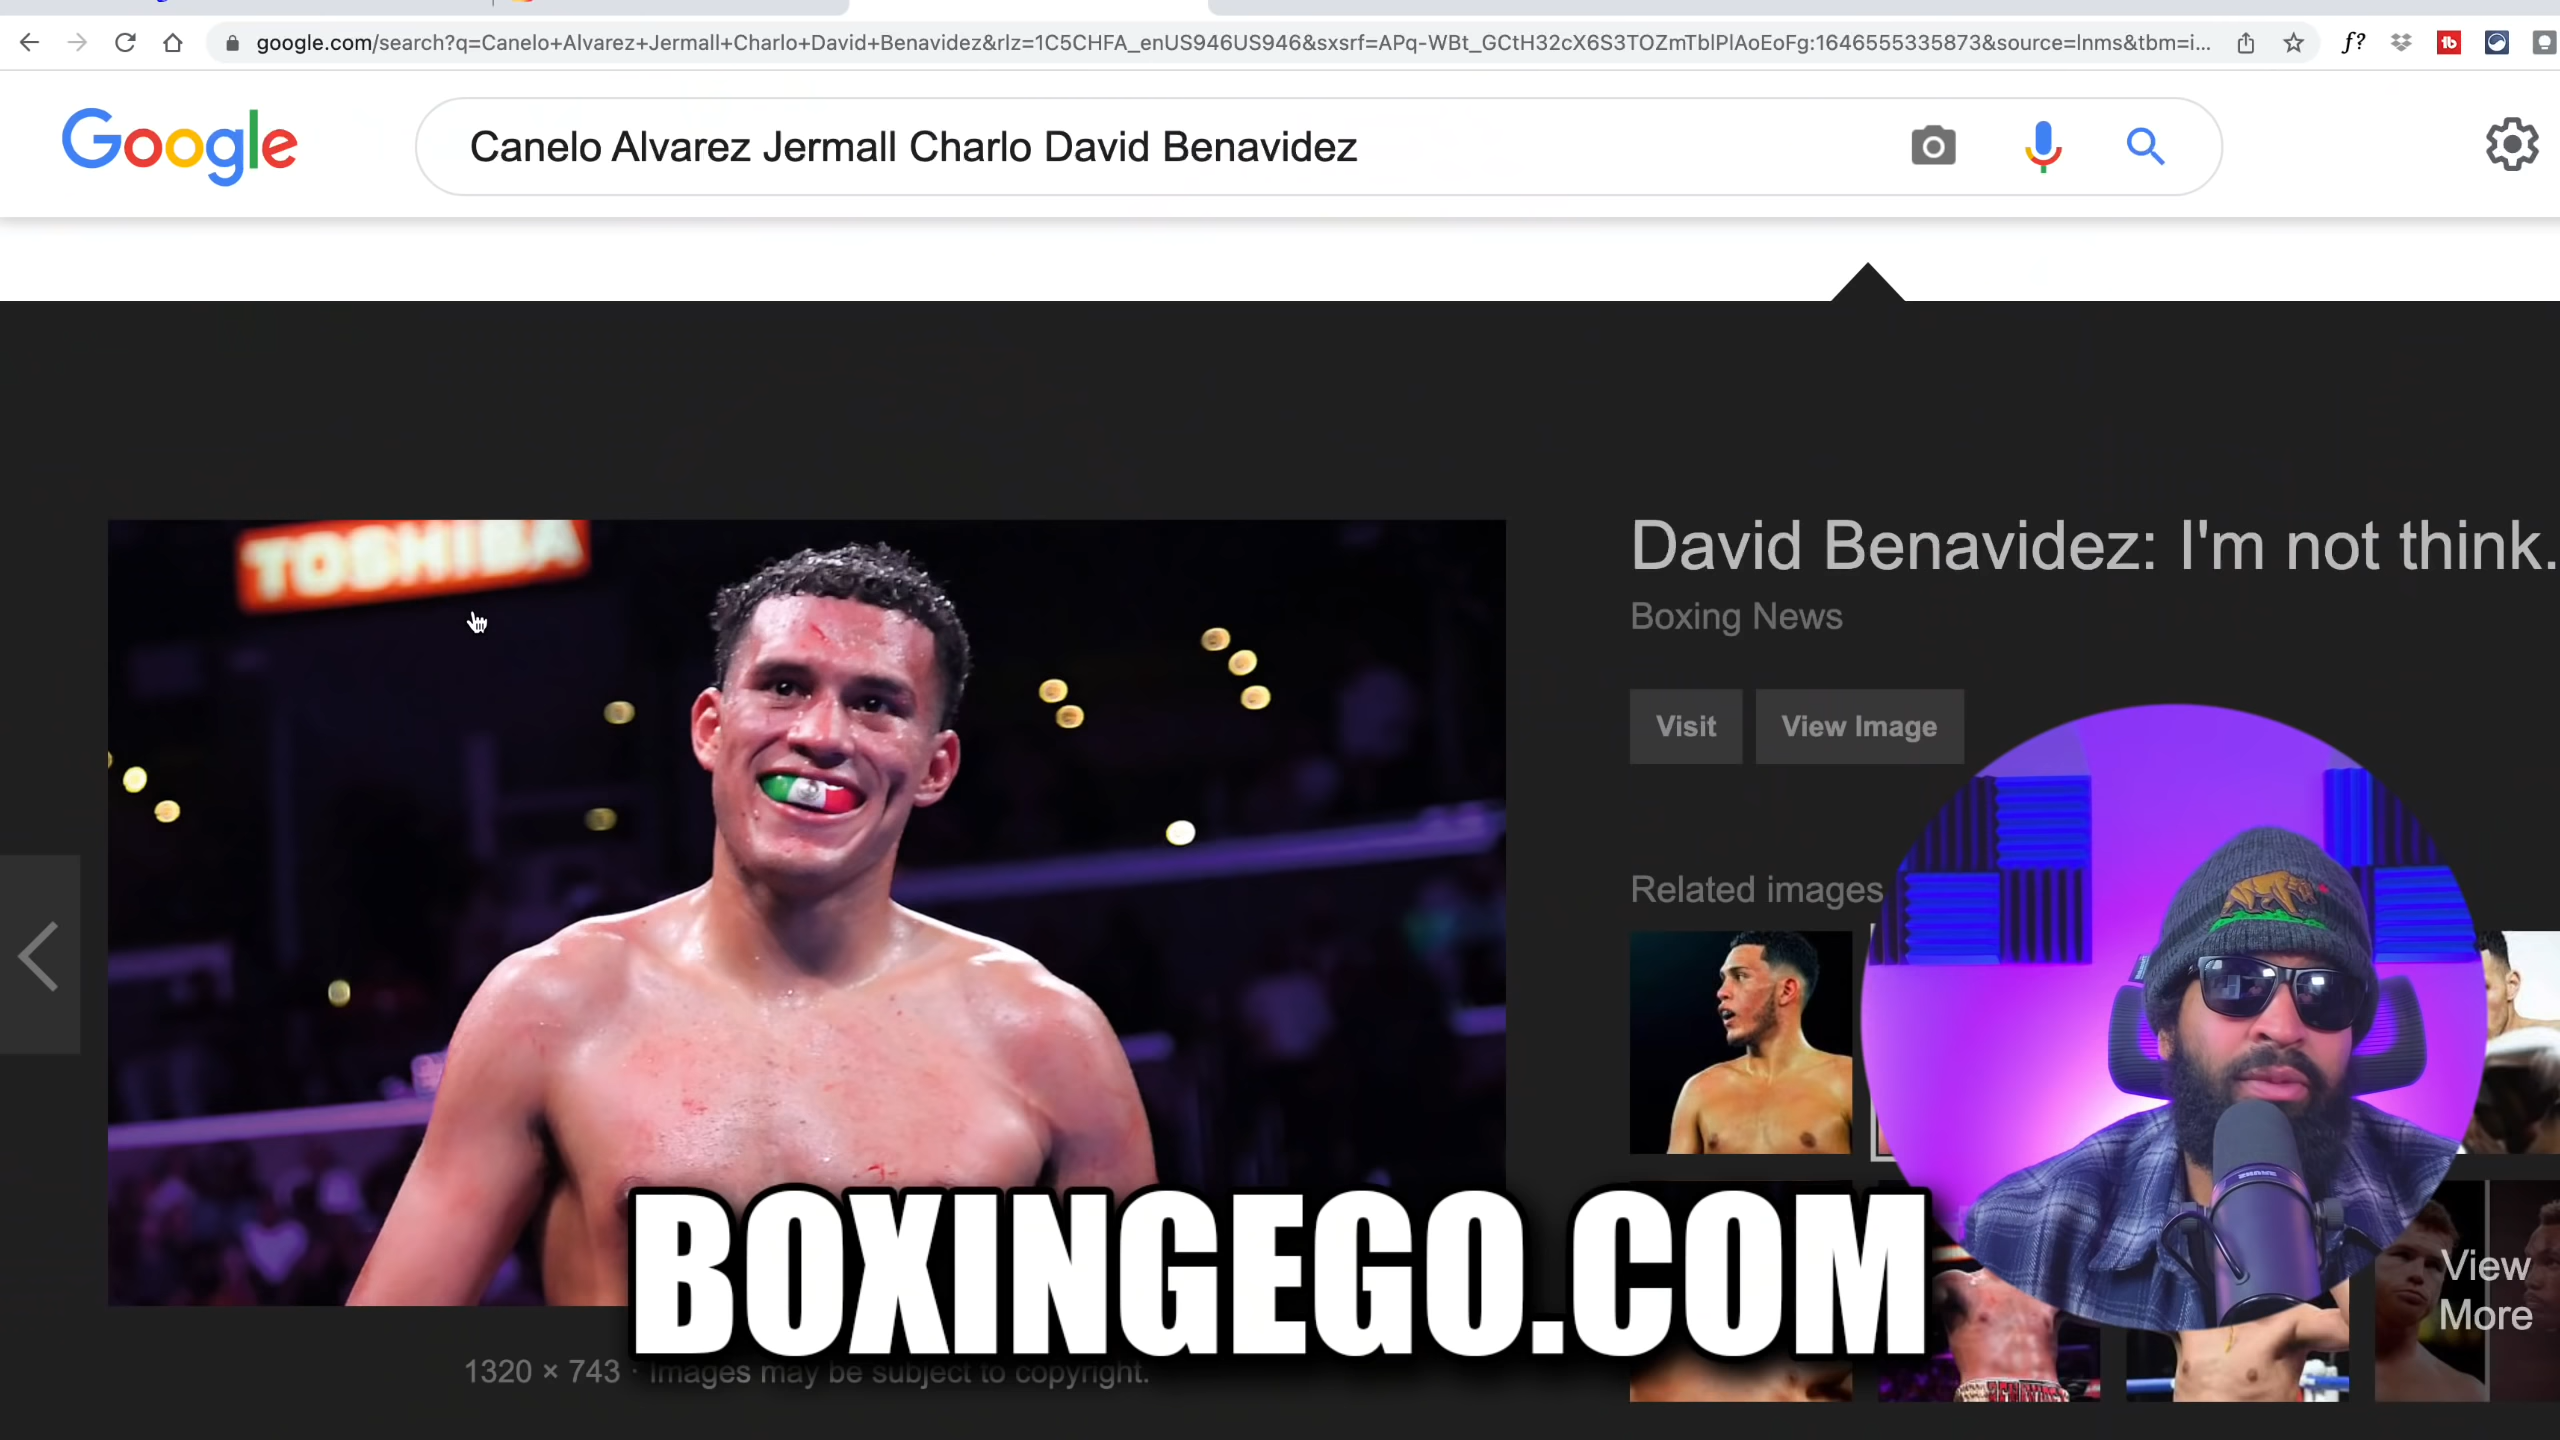 google.com/search?q=Canelo+Alvarez+Jermall+Charlo+David+Benavidez&rlz=1C5CHFA_enUS946US946&sxsrf=APq-WBt_GCtH32cX6S3TOZmTblPlAoEoFg:1646555335873&source=lnms&tbm=i...
f?
tb
Google
Canelo Alvarez Jermall Charlo David Benavidez
TOSHIBA
David Benavidez: I'm not think.
Boxing News
Visit
View Image
Related images
BOXINGEGO.COM
View
More
1320 × 743 · Images may be subject to copyright.